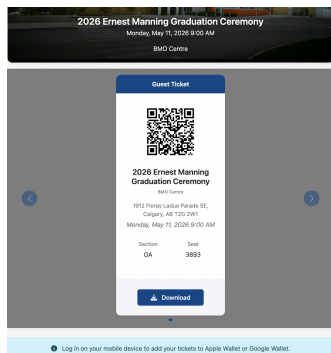 2026 Ernest Manning Graduation Ceremony
Monday, May 11, 2026 9:00 AM
BMO Centre
Guest Ticket
2026 Ernest Manning
Graduation Ceremony
BMO Centre
1912 Flores Ladue Parade SE,
Calgary, AB T2G 2W1
Monday, May 11, 2026 9:00 AM
Section Seat
GA 3893
Download
Log in on your mobile device to add your tickets to Apple Wallet or Google Wallet.